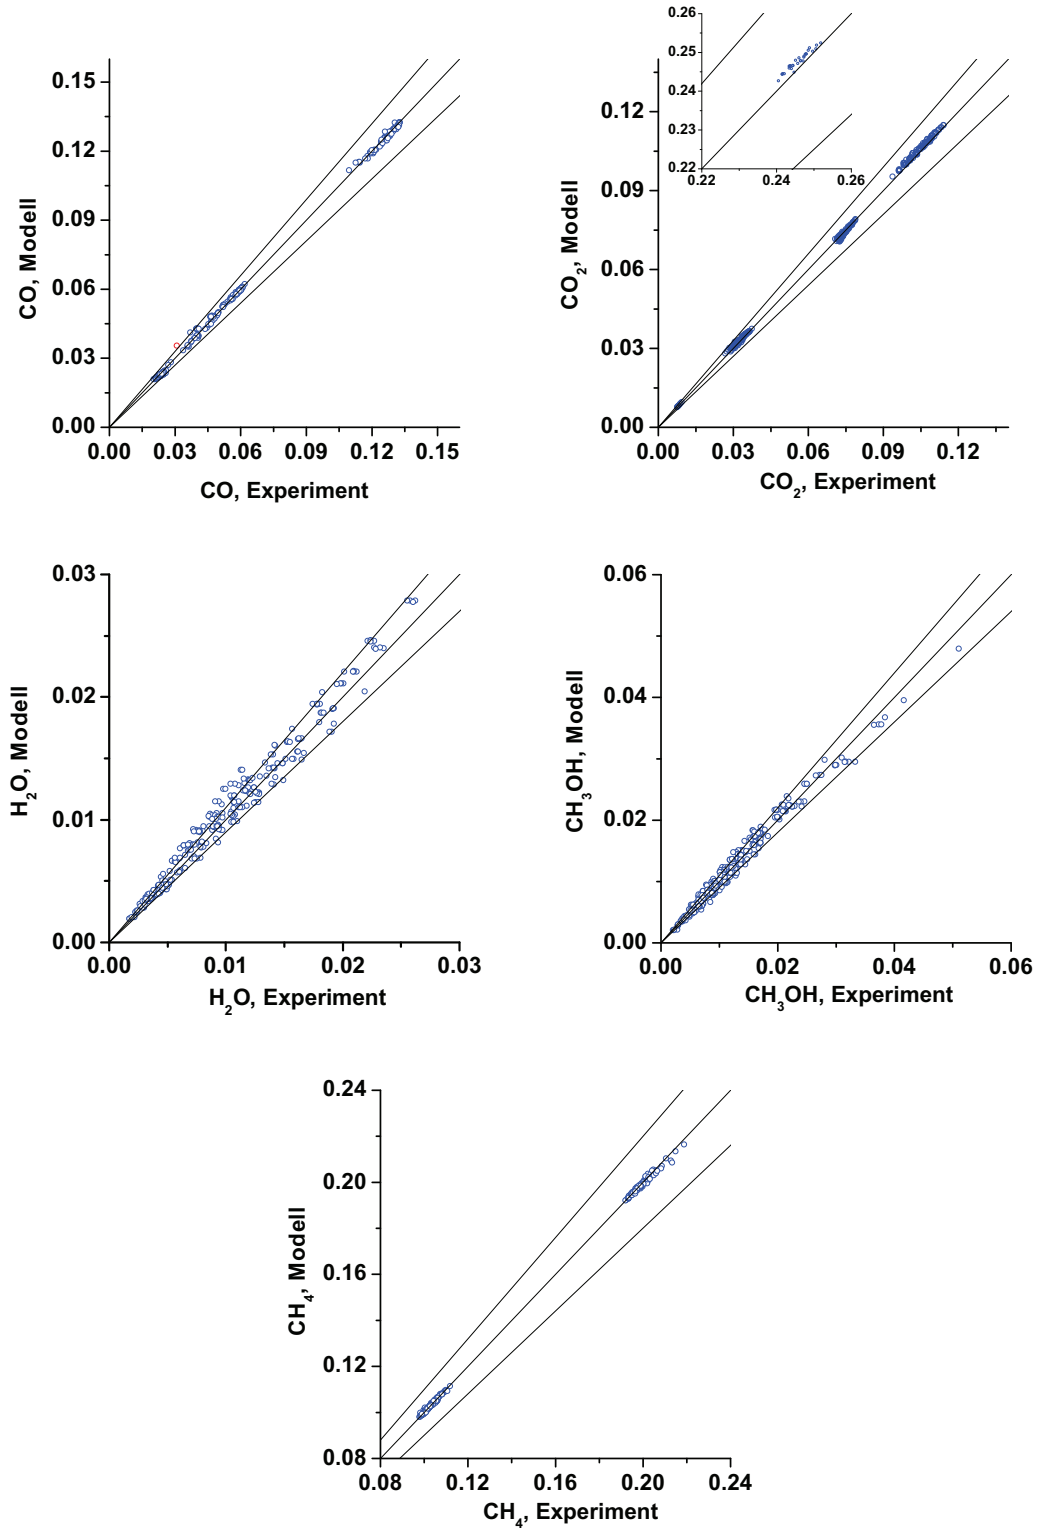 0.26
0.25
0.24
0.23
0.22
0.22 0.24 0.26
0.15
0.12
0.09
0.06
0.03
0.00
0.00 0.03 0.06 0.09 0.12 0.15
CO, Modell
CO, Experiment
0.12
0.09
0.06
0.03
0.00
0.00 0.03 0.06 0.09 0.12
CO₂, Modell
CO₂, Experiment
0.03
0.02
0.01
0.00
0.00 0.01 0.02 0.03
H₂O, Modell
H₂O, Experiment
0.06
0.04
0.02
0.00
0.00 0.02 0.04 0.06
CH₃OH, Modell
CH₃OH, Experiment
0.24
0.20
0.16
0.12
0.08
0.08 0.12 0.16 0.20 0.24
CH₄, Modell
CH₄, Experiment